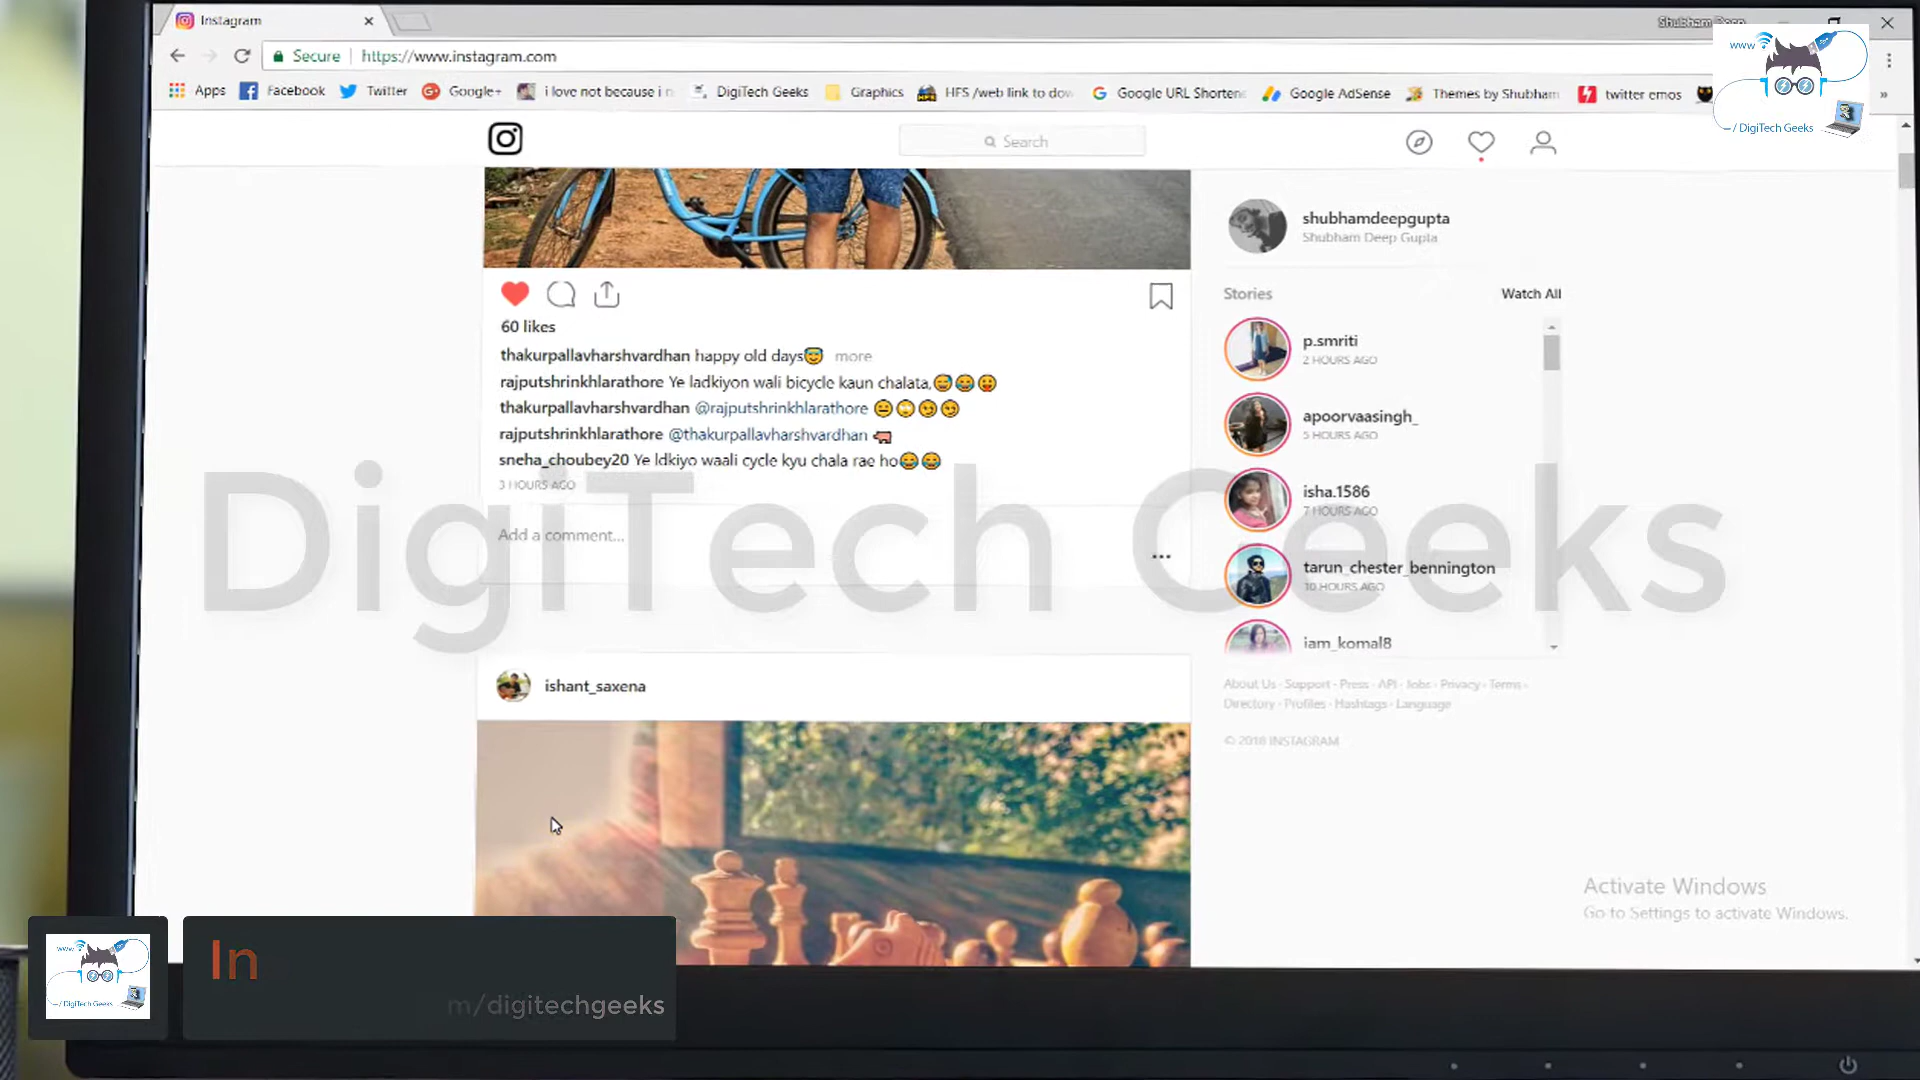 Instagram
Shubham Deep
Secure https://www.instagram.com
Apps Facebook Twitter Google+ i love not because i n DigiTech Geeks Graphics HFS /web link to dow Google URL Shortene Google AdSense Themes by Shubham twitter emos »
www
DigiTech Geeks
Search
shubhamdeepgupta
Shubham Deep Gupta
Stories Watch All
60 likes
thakurpallavharshvardhan happy old days😇 more
rajputshrinkhlarathore Ye ladkiyon wali bicycle kaun chalata,😅😂😛
thakurpallavharshvardhan @rajputshrinkhlarathore 😐🙄😏😏
rajputshrinkhlarathore @thakurpallavharshvardhan 🐖
sneha_choubey20 Ye ldkiyo waali cycle kyu chala rae ho😂😂
3 HOURS AGO
Add a comment...
p.smriti
2 HOURS AGO
apoorvaasingh_
5 HOURS AGO
isha.1586
7 HOURS AGO
tarun_chester_bennington
10 HOURS AGO
iam_komal8
DigiTech Geeks
About Us · Support · Press · API · Jobs · Privacy · Terms ·
Directory · Profiles · Hashtags · Language
© 2018 INSTAGRAM
ishant_saxena
Activate Windows
Go to Settings to activate Windows.
www
DigiTech Geeks
In
m/digitechgeeks